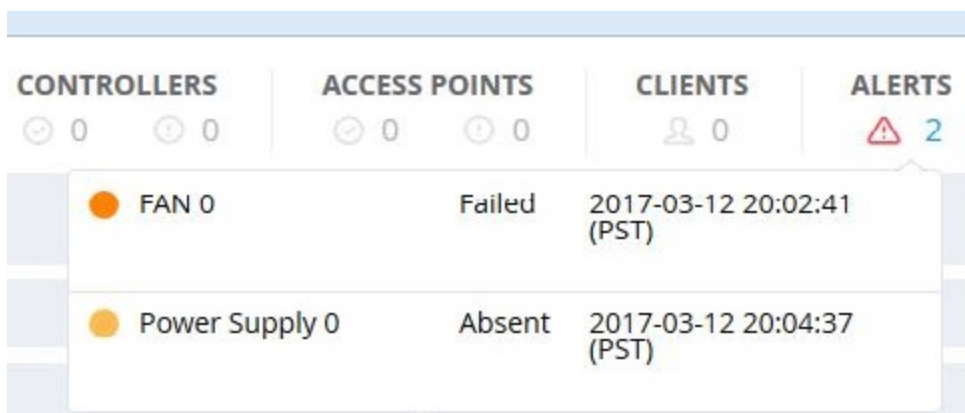 CONTROLLERS ACCESS POINTS CLIENTS ALERTS
0 0 0 0 0 2
FAN 0 Failed 2017-03-12 20:02:41
(PST)
Power Supply 0 Absent 2017-03-12 20:04:37
(PST)